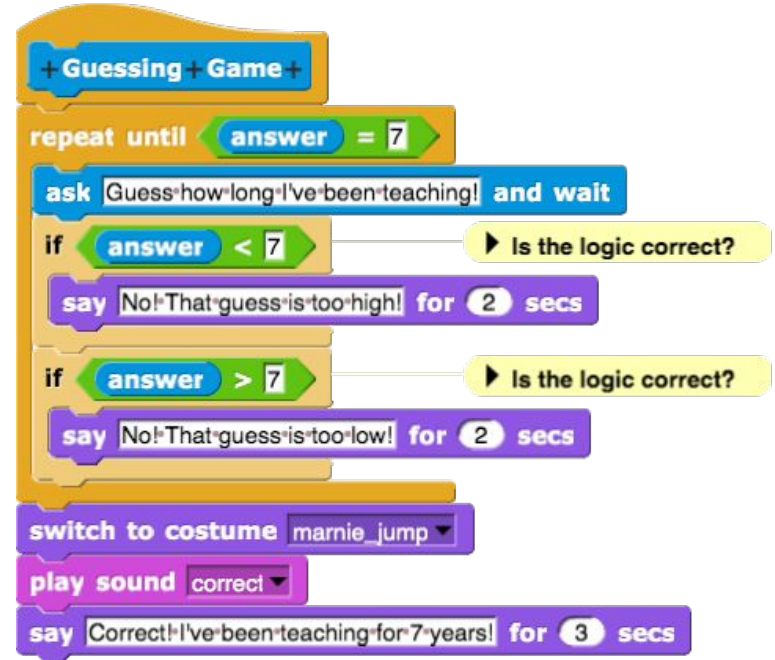 +Guessing+Game+
repeat until answer = 7
ask Guess how long I've been teaching! and wait
if answer < 7 Is the logic correct?
say No! That guess is too high! for 2 secs
if answer > 7 Is the logic correct?
say No! That guess is too low! for 2 secs
switch to costume marnie_jump
play sound correct
say Correct! I've been teaching for 7 years! for 3 secs